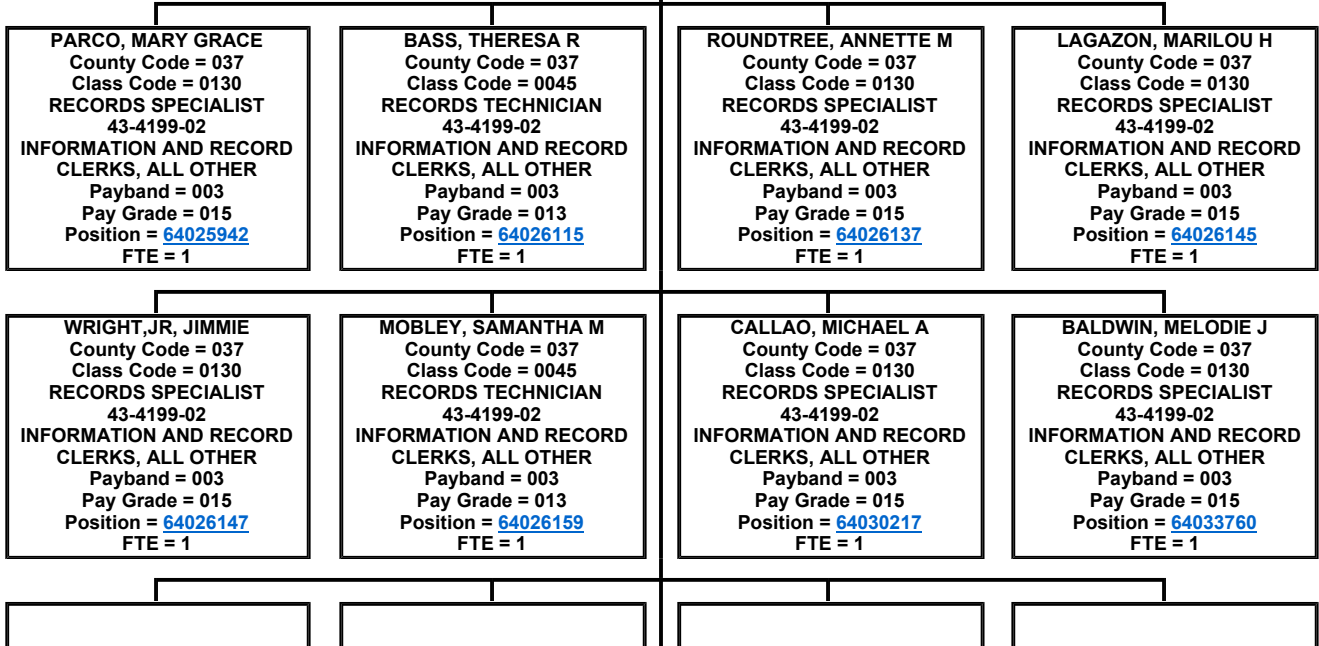 PARCO, MARY GRACE
County Code = 037
Class Code = 0130
RECORDS SPECIALIST
43-4199-02
INFORMATION AND RECORD
CLERKS, ALL OTHER
Payband = 003
Pay Grade = 015
Position = 64025942
FTE = 1
BASS, THERESA R
County Code = 037
Class Code = 0045
RECORDS TECHNICIAN
43-4199-02
INFORMATION AND RECORD
CLERKS, ALL OTHER
Payband = 003
Pay Grade = 013
Position = 64026115
FTE = 1
ROUNDTREE, ANNETTE M
County Code = 037
Class Code = 0130
RECORDS SPECIALIST
43-4199-02
INFORMATION AND RECORD
CLERKS, ALL OTHER
Payband = 003
Pay Grade = 015
Position = 64026137
FTE = 1
LAGAZON, MARILOU H
County Code = 037
Class Code = 0130
RECORDS SPECIALIST
43-4199-02
INFORMATION AND RECORD
CLERKS, ALL OTHER
Payband = 003
Pay Grade = 015
Position = 64026145
FTE = 1
WRIGHT,JR, JIMMIE
County Code = 037
Class Code = 0130
RECORDS SPECIALIST
43-4199-02
INFORMATION AND RECORD
CLERKS, ALL OTHER
Payband = 003
Pay Grade = 015
Position = 64026147
FTE = 1
MOBLEY, SAMANTHA M
County Code = 037
Class Code = 0045
RECORDS TECHNICIAN
43-4199-02
INFORMATION AND RECORD
CLERKS, ALL OTHER
Payband = 003
Pay Grade = 013
Position = 64026159
FTE = 1
CALLAO, MICHAEL A
County Code = 037
Class Code = 0130
RECORDS SPECIALIST
43-4199-02
INFORMATION AND RECORD
CLERKS, ALL OTHER
Payband = 003
Pay Grade = 015
Position = 64030217
FTE = 1
BALDWIN, MELODIE J
County Code = 037
Class Code = 0130
RECORDS SPECIALIST
43-4199-02
INFORMATION AND RECORD
CLERKS, ALL OTHER
Payband = 003
Pay Grade = 015
Position = 64033760
FTE = 1